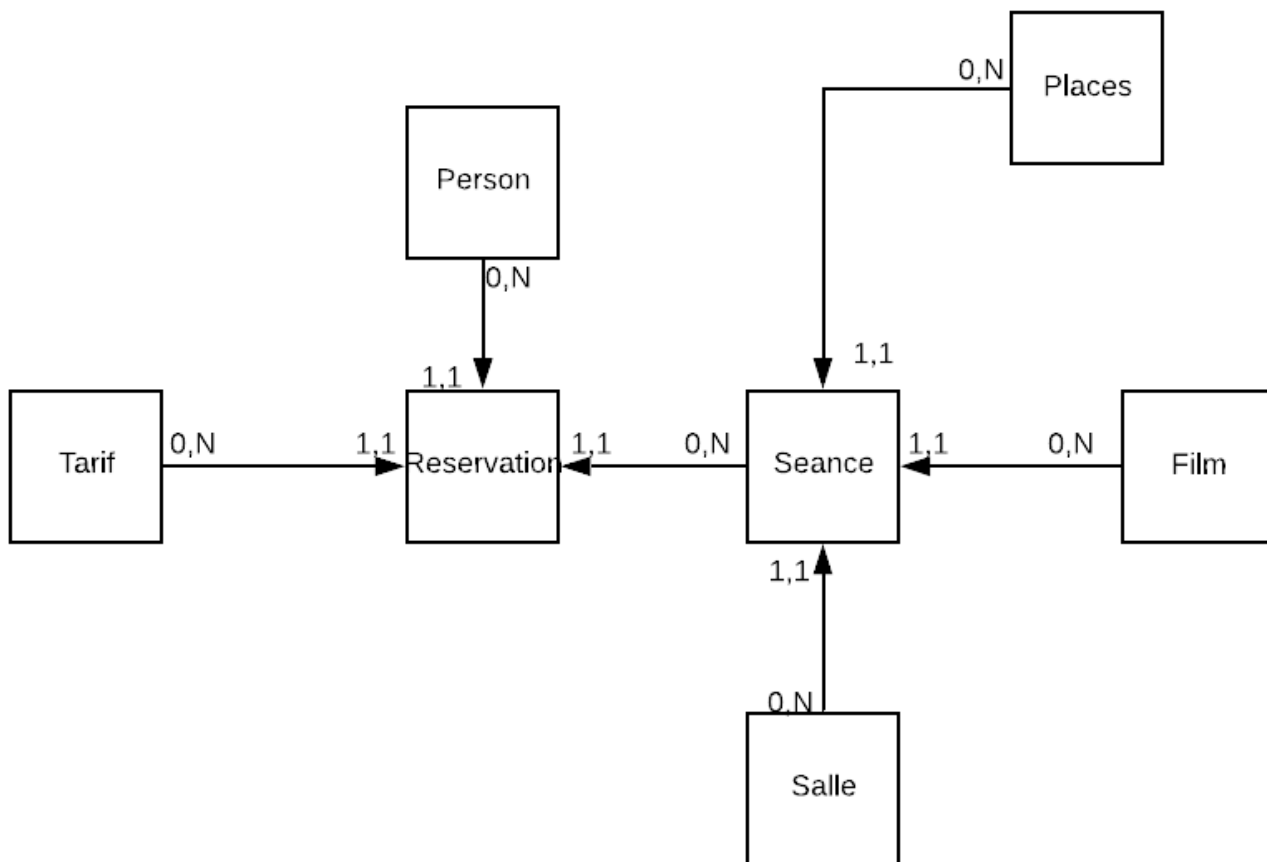 0,N
Places
Person
0,N
1,1
1,1
Tarif
0,N
1,1
Reservation
1,1
0,N
Seance
1,1
0,N
Film
1,1
0,N
Salle